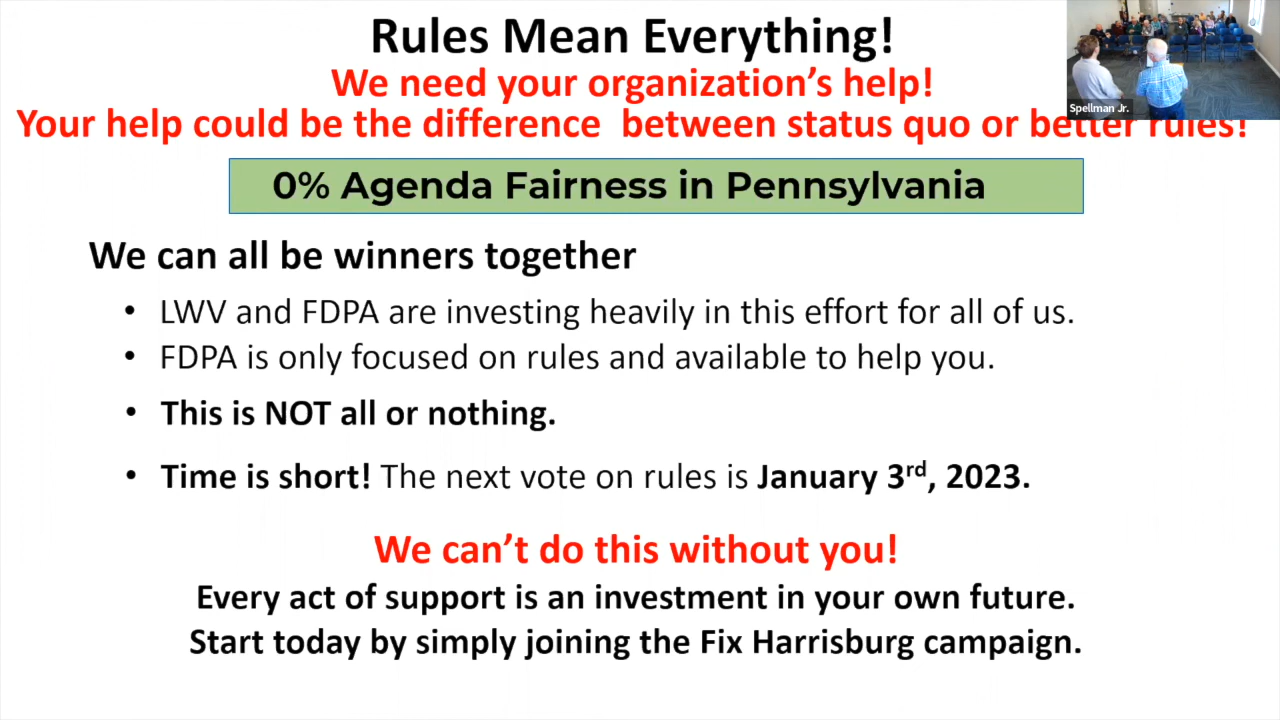 Rules Mean Everything!
We need your organization's help!
Your help could be the difference between status quo or better rules!
Spellman Jr.
0% Agenda Fairness in Pennsylvania
We can all be winners together
• LWV and FDPA are investing heavily in this effort for all of us.
• FDPA is only focused on rules and available to help you.
• This is NOT all or nothing.
• Time is short! The next vote on rules is January 3rd, 2023.
We can't do this without you!
Every act of support is an investment in your own future.
Start today by simply joining the Fix Harrisburg campaign.